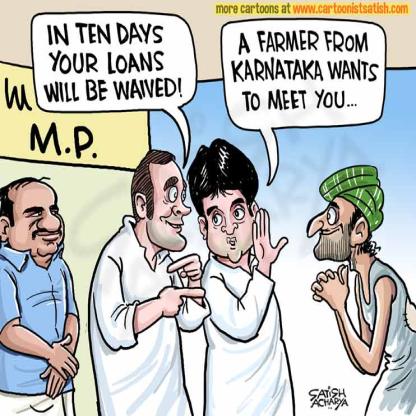 more cartoons at www.cartoonistsatish.com
IN TEN DAYS
YOUR LOANS
WILL BE WAIVED!
A FARMER FROM
KARNATAKA WANTS
TO MEET YOU...
M.P.
SATISH
ACHARYA